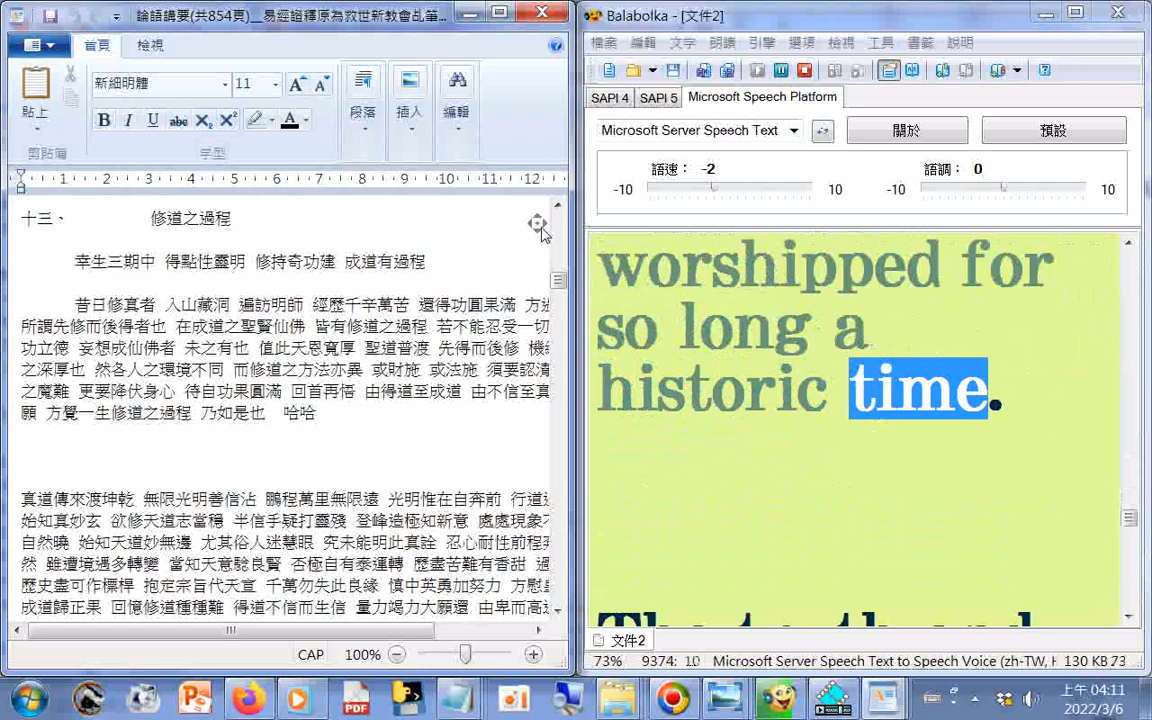 論語講要(共854頁)__易經證釋原為救世新教會乩筆...
首頁 檢視
貼上
剪貼簿
新細明體 11
字型
段落
插入
編輯
1 2 3 4 5 6 7 8 9 10 11 12
十三、 修道之過程
幸生三期中 得點性靈明 修持奇功建 成道有過程
昔日修真者 入山藏洞 遍訪明師 經歷千辛萬苦 還得功圓果滿 方
所謂先修而後得者也 在成道之聖賢仙佛 皆有修道之過程 若不能忍受一切
功立德 妄想成仙佛者 未之有也 值此天恩寬厚 聖道普渡 先得而後修 機
之深厚也 然各人之環境不同 而修道之方法亦異 或財施 或法施 須要認清
之魔難 更要降伏身心 待自功果圓滿 回首再悟 由得道至成道 由不信至真
願 方覺一生修道之過程 乃如是也 哈哈
真道傳來渡坤乾 無限光明善信沾 鵬程萬里無限遠 光明惟在自奔前 行道
始知真妙玄 欲修天道志當穩 半信乎疑打靈殘 登峰造極知新意 處處現象
自然曉 始知天道妙無邊 尤其俗人迷慧眼 究未能明此真詮 忍心耐性前程
然 雖遭境遇多轉變 當知天意驗良賢 否極自有泰運轉 歷盡苦難有香甜
歷史盡可作標桿 抱定宗旨代天宣 千萬勿失此良緣 慎中英勇加努力 方慰
成道歸正果 回憶修道種種難 得道不信而生信 量力竭力大願還 由卑而高
CAP 100%
Balabolka - [文件2]
檔案 編輯 文字 朗讀 引擎 選項 檢視 工具 書籤 說明
SAPI 4 SAPI 5 Microsoft Speech Platform
Microsoft Server Speech Text 關於 預設
語速： -2 語調： 0
-10 10 -10 10
worshipped for
so long a
historic time.
The truth and
文件2
73% 9374: 10 Microsoft Server Speech Text to Speech Voice (zh-TW, H 130 KB 73
上午 04:11
2022/3/6